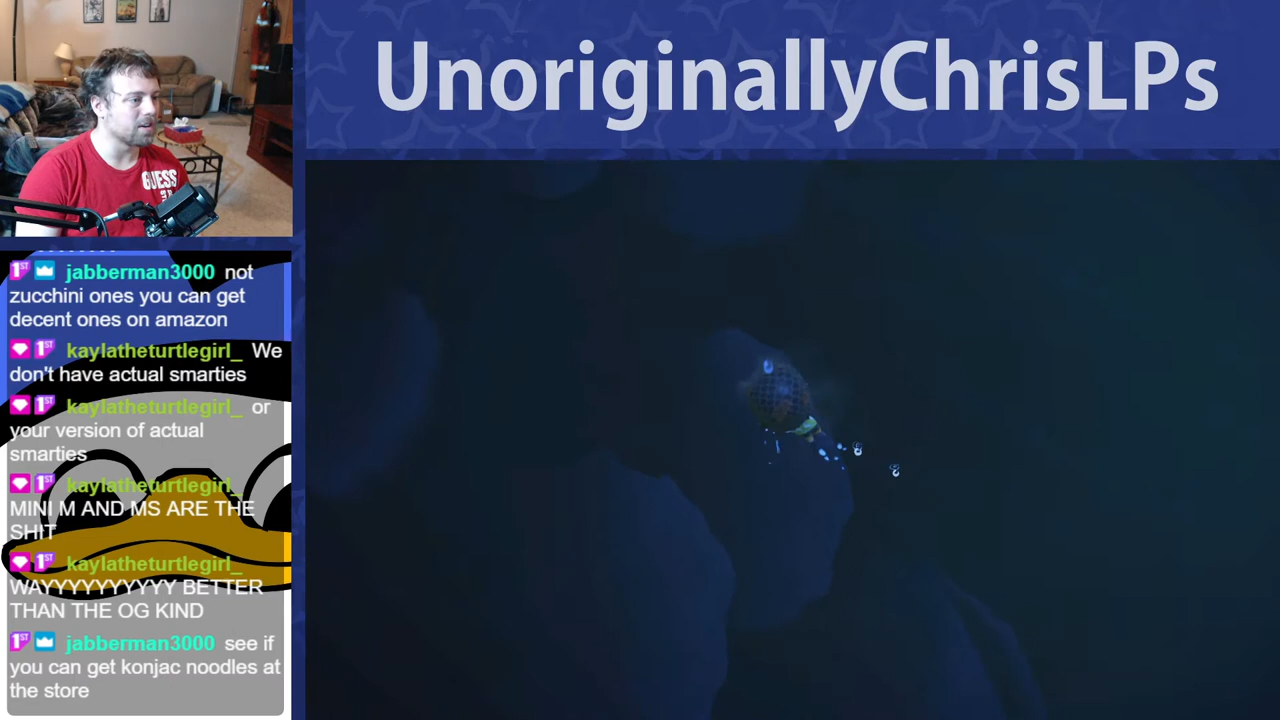 UnoriginallyChrisLPs
GUESS
jabberman3000 not
zucchini ones you can get
decent ones on amazon
kaylatheturtlegirl_ We
don't have actual smarties
kaylatheturtlegirl_ or
your version of actual
smarties
kaylatheturtlegirl_
MINI M AND MS ARE THE
SHIT
kaylatheturtlegirl_
WAYYYYYYYYYY BETTER
THAN THE OG KIND
jabberman3000 see if
you can get konjac noodles at
the store